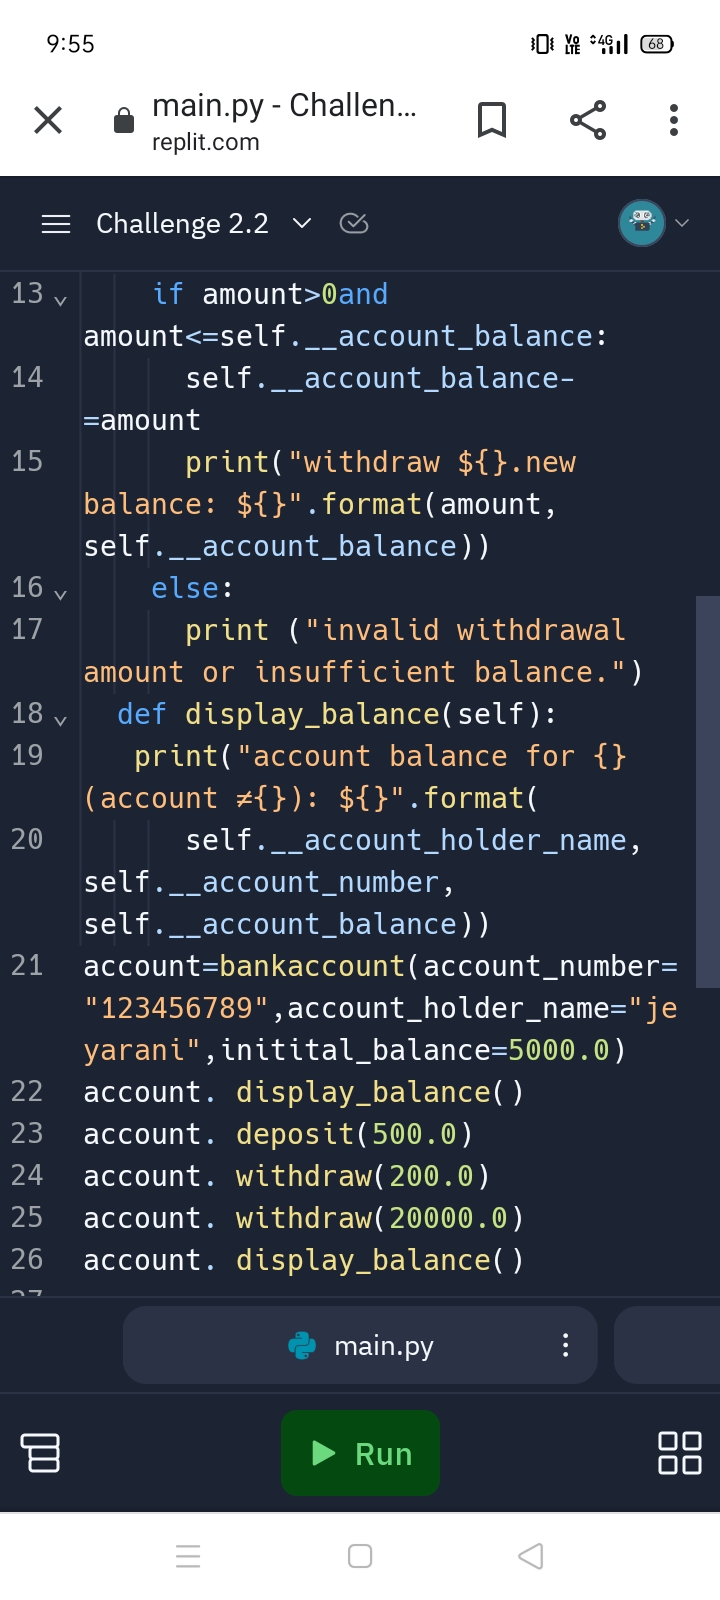 9:55
Vo LTE 4G 68
main.py - Challen...
replit.com
Challenge 2.2
13 if amount>0and
amount<=self.__account_balance:
14 self.__account_balance-
=amount
15 print("withdraw ${}.new
balance: ${}".format(amount,
self.__account_balance))
16 else:
17 print ("invalid withdrawal
amount or insufficient balance.")
18 def display_balance(self):
19 print("account balance for {}
(account ≠{}): ${}".format(
20 self.__account_holder_name,
self.__account_number,
self.__account_balance))
21 account=bankaccount(account_number=
"123456789",account_holder_name="je
yarani",initital_balance=5000.0)
22 account. display_balance()
23 account. deposit(500.0)
24 account. withdraw(200.0)
25 account. withdraw(20000.0)
26 account. display_balance()
27
main.py
Run